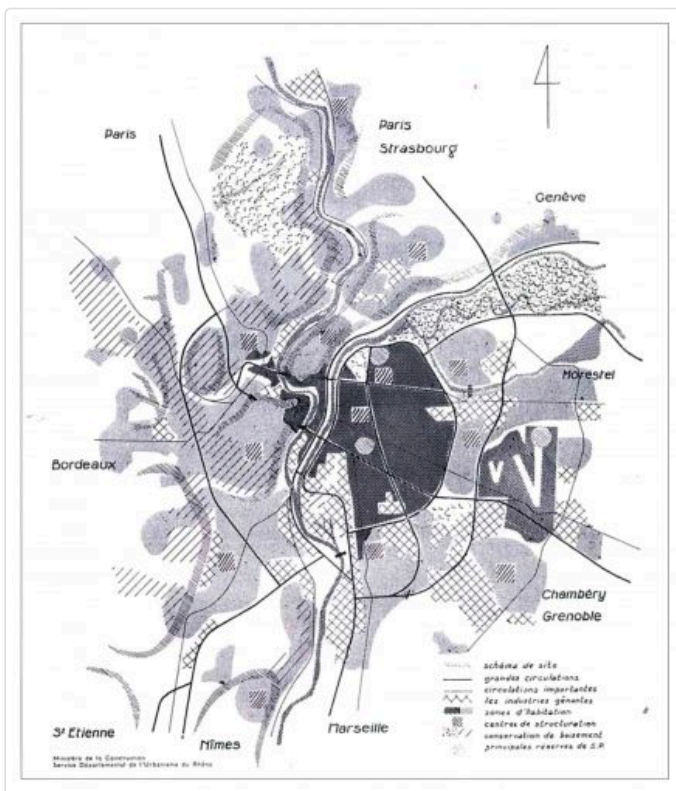 Paris
Paris
Strasbourg
Genève
Morestel
Bordeaux
Chambéry
Grenoble
St Etienne
Nîmes
Marseille
schéma de site
grandes circulations
circulations importantes
les industries gênantes
zones d'habitation
centres de structuration
conservation de boisement
principales réserves de S.P.
Ministère de la Construction
Service Départemental de l'Urbanisme du Rhône